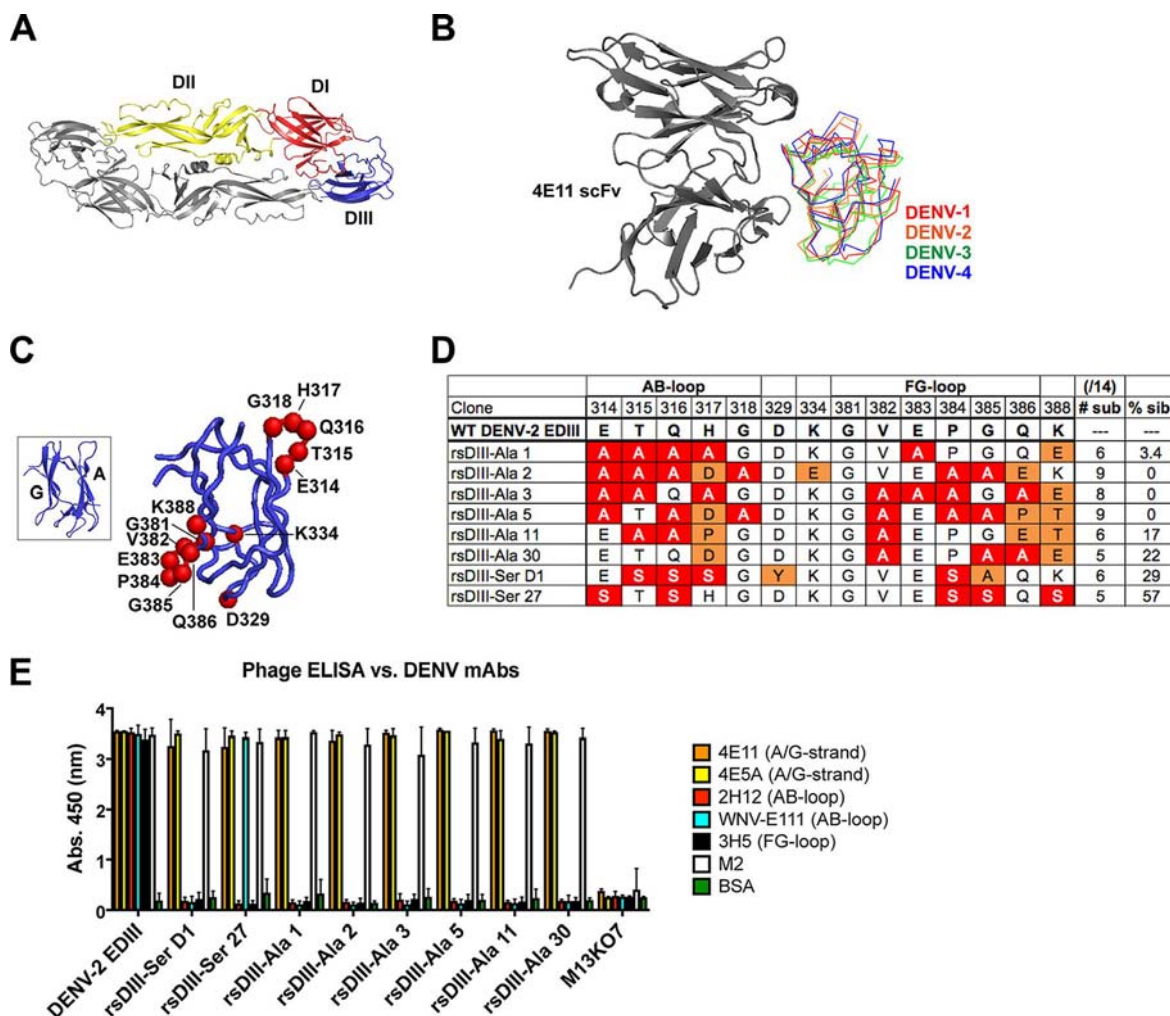 A
DII
DI
DIII
B
4E11 scFv
DENV-1
DENV-2
DENV-3
DENV-4
C
G
A
G318
H317
Q316
T315
E314
K388
G381
V382
E383
P384
G385
Q386
D329
K334
D
AB-loop FG-loop (/14)
Clone 314 315 316 317 318 329 334 381 382 383 384 385 386 388 # sub % sib
WT DENV-2 EDIII E T Q H G D K G V E P G Q K --- ---
rsDIII-Ala 1 A A A A G D K G V A P G Q E 6 3.4
rsDIII-Ala 2 A A A D A D E G V E A A E K 9 0
rsDIII-Ala 3 A A Q A G D K G A A A G A E 8 0
rsDIII-Ala 5 A T A D A D K G A E A A P T 9 0
rsDIII-Ala 11 E A A P G D K G A E P G E T 6 17
rsDIII-Ala 30 E T Q D G D K G A E P A A E 5 22
rsDIII-Ser D1 E S S S G Y K G V E S A Q K 6 29
rsDIII-Ser 27 S T S H G D K G V E S S Q S 5 57
E
Phage ELISA vs. DENV mAbs
Abs. 450 (nm)
4
3
2
1
0
DENV-2 EDIII
rsDIII-Ser D1
rsDIII-Ser 27
rsDIII-Ala 1
rsDIII-Ala 2
rsDIII-Ala 3
rsDIII-Ala 5
rsDIII-Ala 11
rsDIII-Ala 30
M13KO7
4E11 (A/G-strand)
4E5A (A/G-strand)
2H12 (AB-loop)
WNV-E111 (AB-loop)
3H5 (FG-loop)
M2
BSA